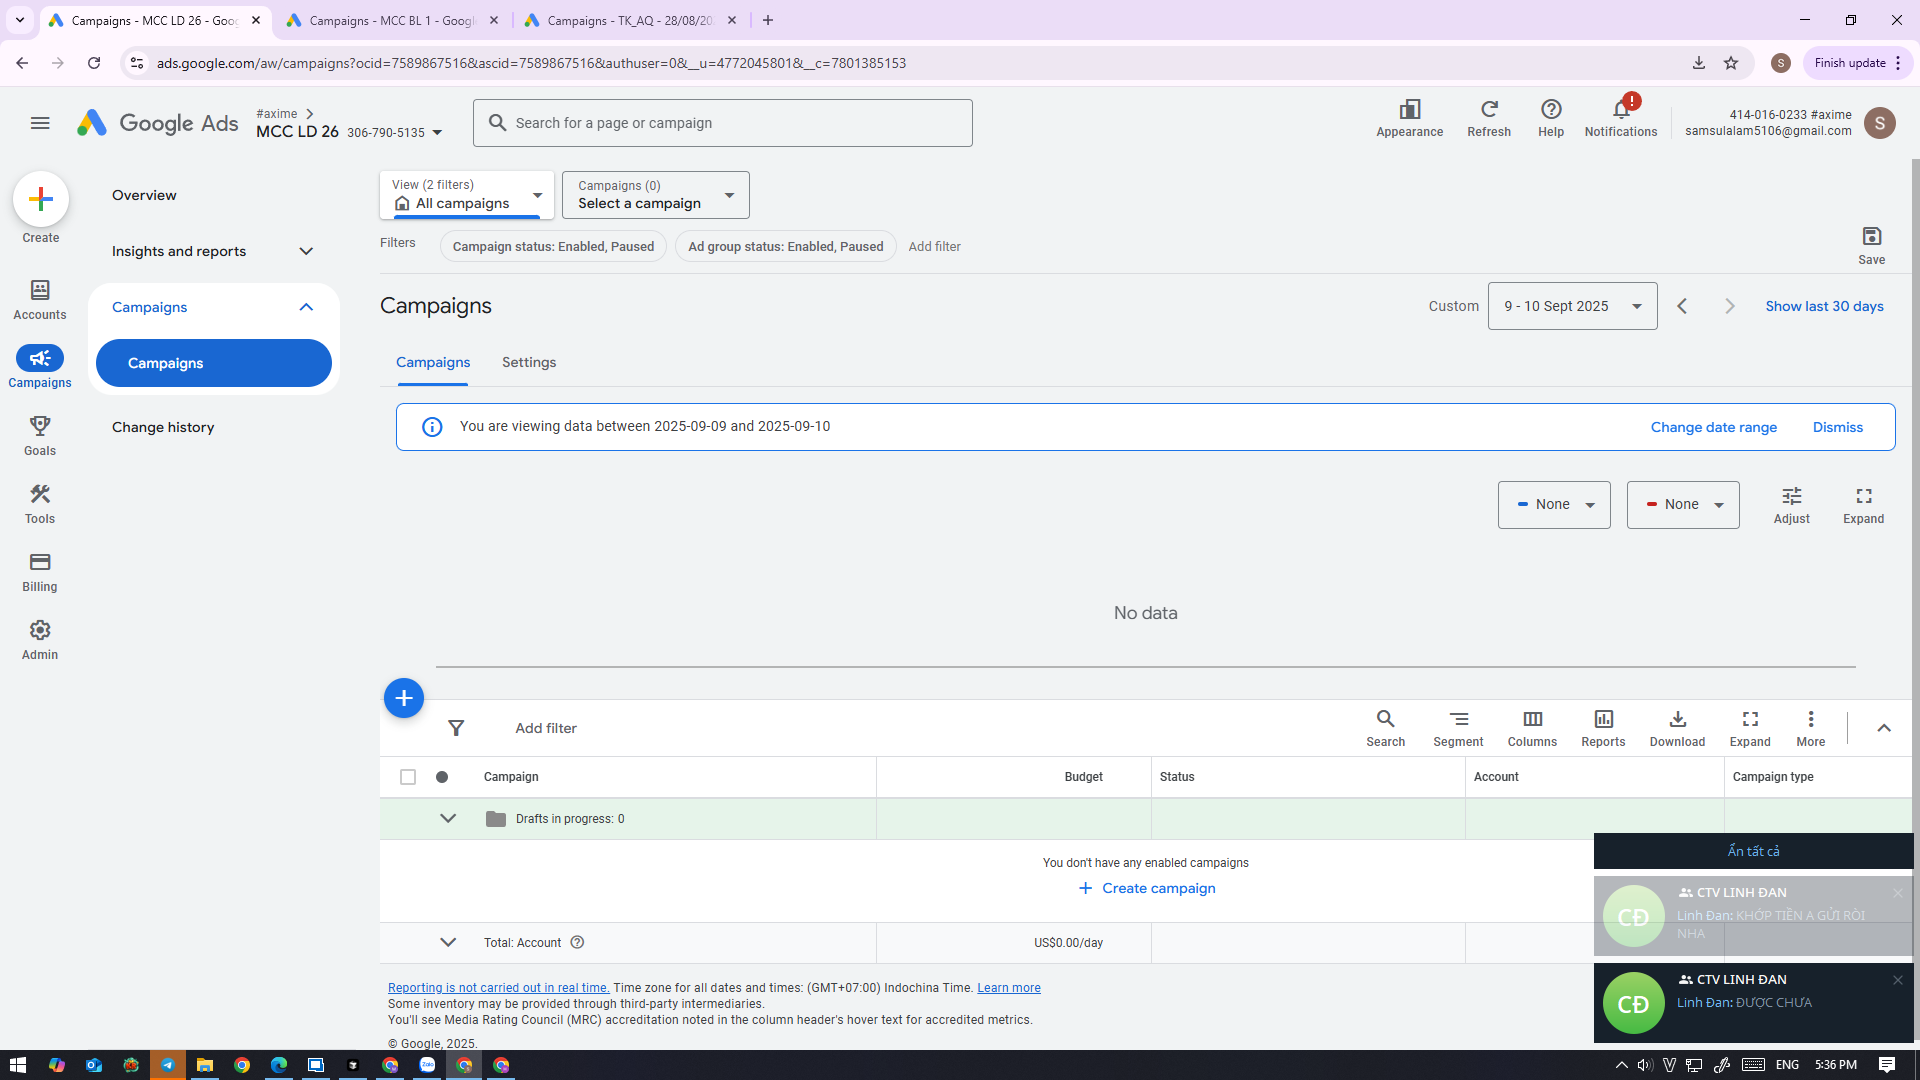 Campaigns - MCC LD 26 - Goog
Campaigns - MCC BL 1 - Googl
Campaigns - TK_AQ - 28/08/20
ads.google.com/aw/campaigns?ocid=7589867516&ascid=7589867516&authuser=0&__u=4772045801&__c=7801385153
S
Finish update
Google Ads
#axime
MCC LD 26 306-790-5135
Search for a page or campaign
Appearance
Refresh
Help
!
Notifications
414-016-0233 #axime
samsulalam5106@gmail.com
S
Create
Accounts
Campaigns
Goals
Tools
Billing
Admin
Overview
Insights and reports
Campaigns
Campaigns
Change history
View (2 filters)
All campaigns
Campaigns (0)
Select a campaign
Filters
Campaign status: Enabled, Paused
Ad group status: Enabled, Paused
Add filter
Save
Campaigns
Custom
9 - 10 Sept 2025
Show last 30 days
Campaigns
Settings
You are viewing data between 2025-09-09 and 2025-09-10
Change date range
Dismiss
None
None
Adjust
Expand
No data
Add filter
Search
Segment
Columns
Reports
Download
Expand
More
Campaign
Budget
Status
Account
Campaign type
Drafts in progress: 0
You don't have any enabled campaigns
Create campaign
Total: Account
US$0.00/day
Reporting is not carried out in real time. Time zone for all dates and times: (GMT+07:00) Indochina Time. Learn more
Some inventory may be provided through third-party intermediaries.
You'll see Media Rating Council (MRC) accreditation noted in the column header's hover text for accredited metrics.
© Google, 2025.
Ẩn tất cả
CĐ
CTV LINH ĐAN
Linh Đan: KHỚP TIỀN A GỬI RỒI
NHA
CĐ
CTV LINH ĐAN
Linh Đan: ĐƯỢC CHƯA
Zalo
ENG
5:36 PM